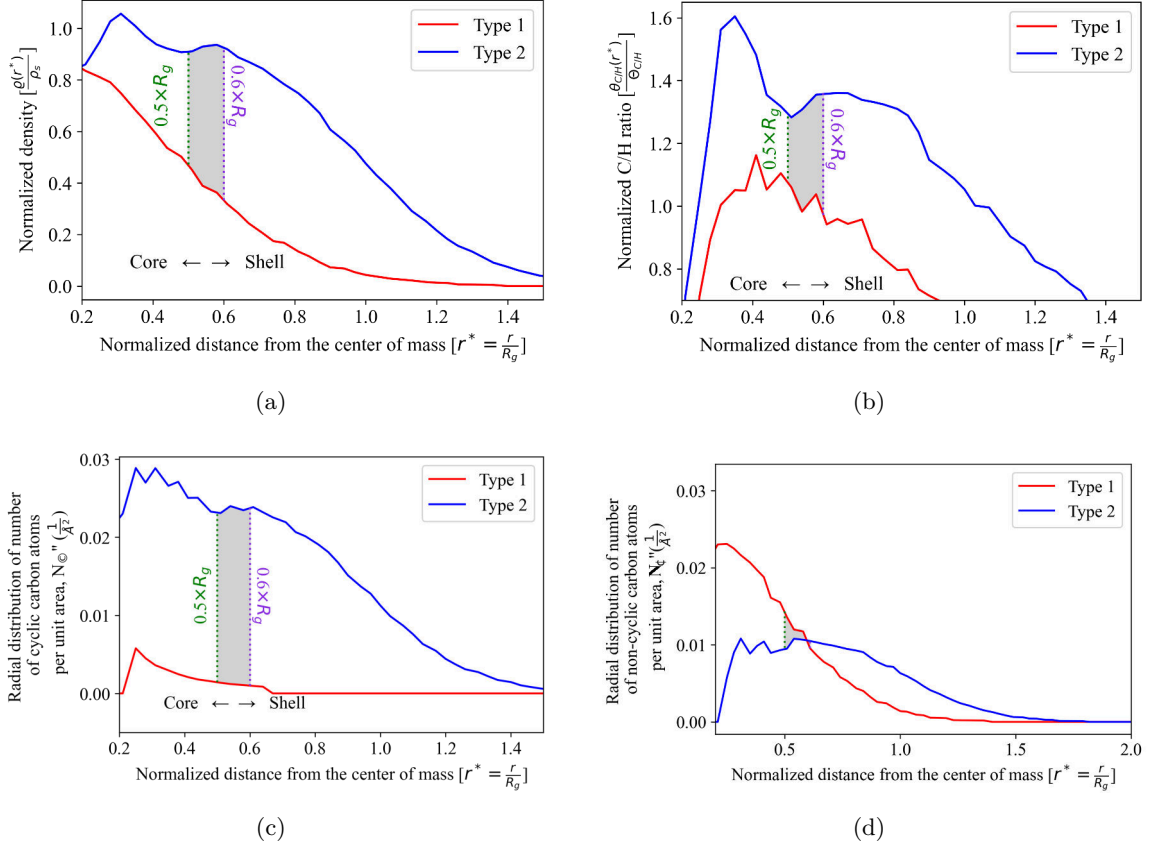 Normalized density [ϱ(r*)/ρs]
1.0
0.8
0.6
0.4
0.2
0.0
Type 1
Type 2
0.5×Rg
0.6×Rg
Core ← → Shell
0.2 0.4 0.6 0.8 1.0 1.2 1.4
Normalized distance from the center of mass [r* = r/Rg]
(a)
Normalized C/H ratio [θC/H(r*)/ΘC/H]
1.6
1.4
1.2
1.0
0.8
Type 1
Type 2
0.5×Rg
0.6×Rg
Core ← → Shell
0.2 0.4 0.6 0.8 1.0 1.2 1.4
Normalized distance from the center of mass [r* = r/Rg]
(b)
Radial distribution of number
of cyclic carbon atoms
per unit area, N©"(1/Å²)
0.03
0.02
0.01
0.00
Type 1
Type 2
0.5×Rg
0.6×Rg
Core ← → Shell
0.2 0.4 0.6 0.8 1.0 1.2 1.4
Normalized distance from the center of mass [r* = r/Rg]
(c)
Radial distribution of number
of non-cyclic carbon atoms
per unit area, N¢"(1/Å²)
0.03
0.02
0.01
0.00
Type 1
Type 2
0.5×Rg
0.6×Rg
0.5 1.0 1.5 2.0
Normalized distance from the center of mass [r* = r/Rg]
(d)